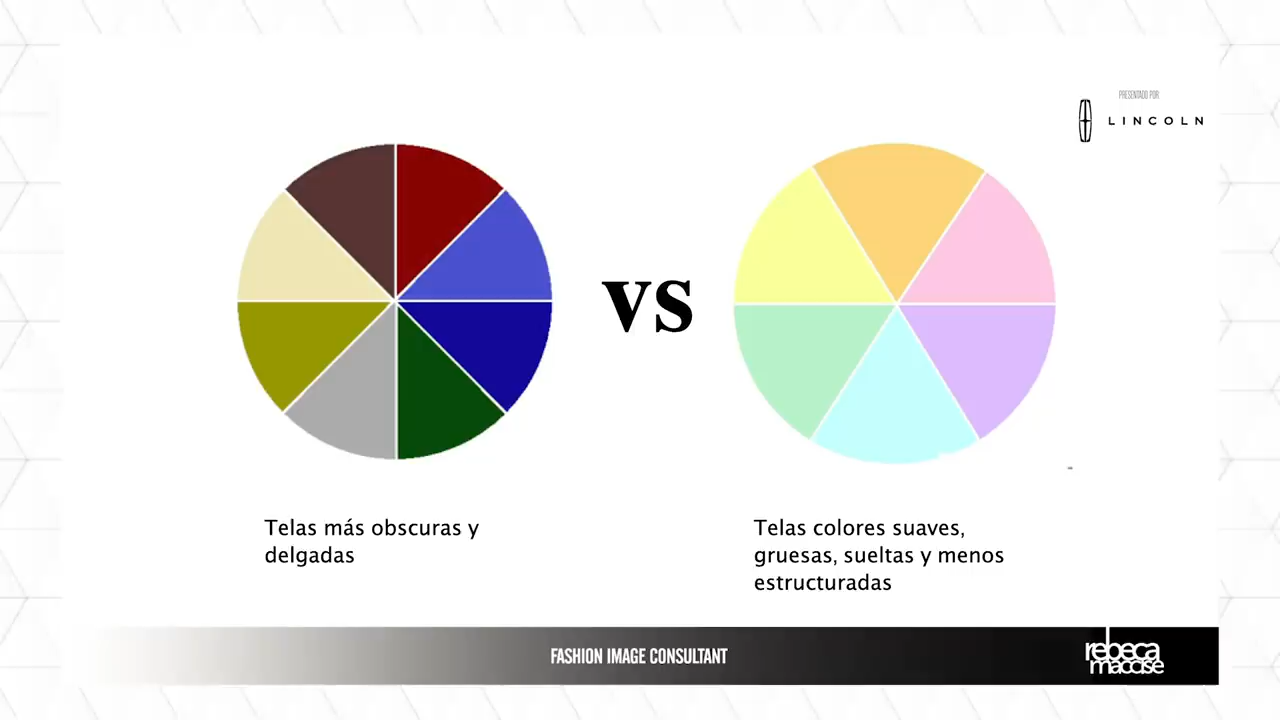 PRESENTADO POR
LINCOLN
vs
Telas más obscuras y
delgadas
Telas colores suaves,
gruesas, sueltas y menos
estructuradas
FASHION IMAGE CONSULTANT
rebeca
maccise